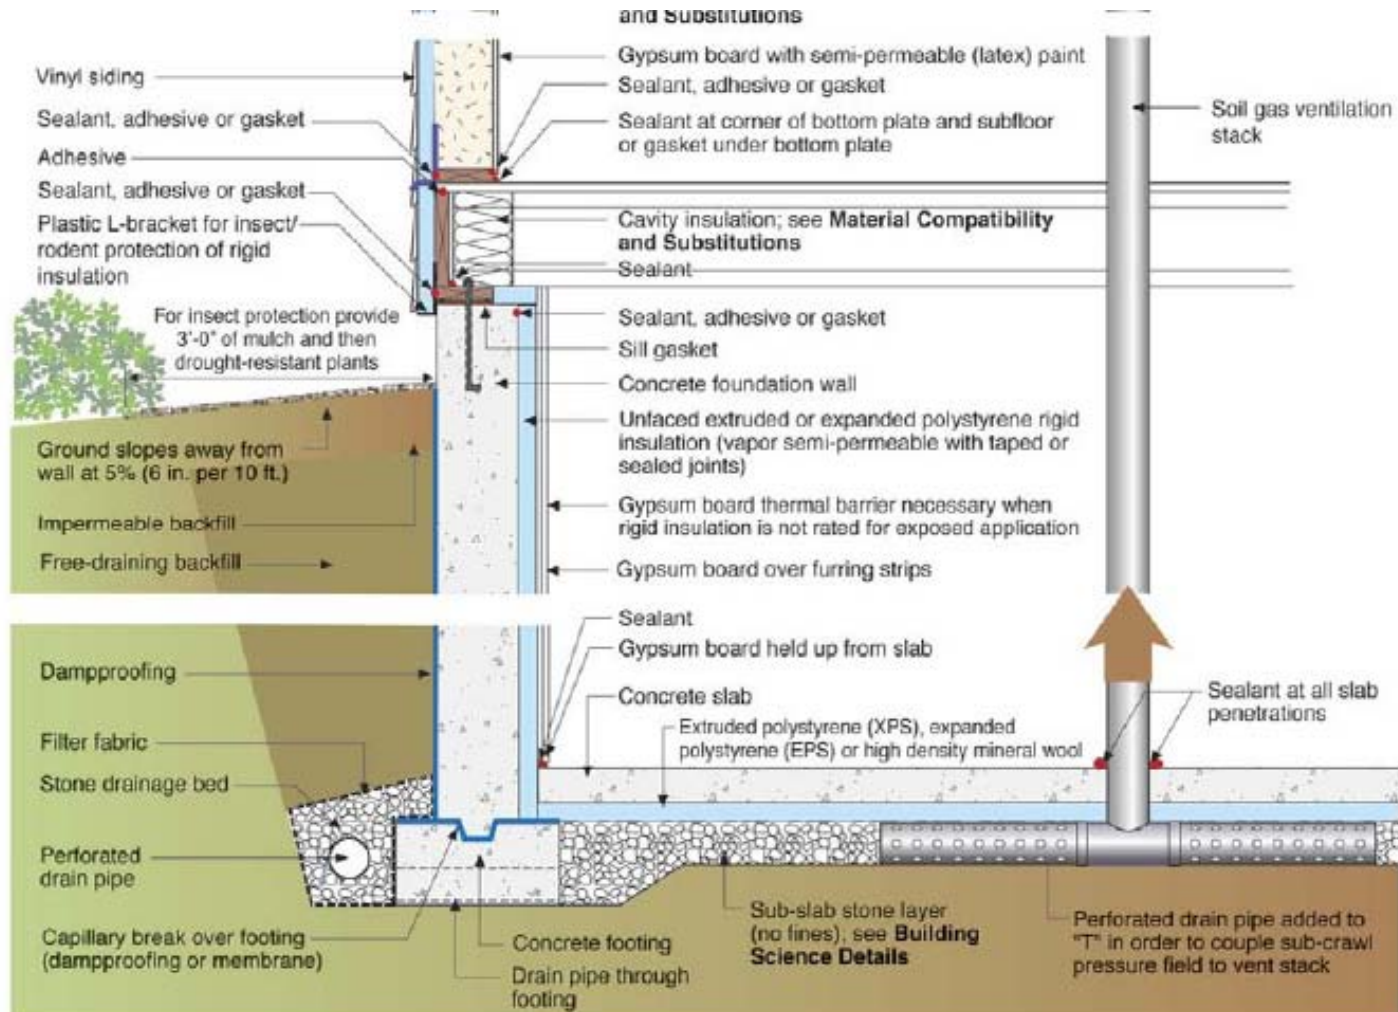 and Substitutions
Gypsum board with semi-permeable (latex) paint
Sealant, adhesive or gasket
Sealant at corner of bottom plate and subfloor
or gasket under bottom plate
Cavity insulation; see Material Compatibility
and Substitutions
Sealant
Sealant, adhesive or gasket
Sill gasket
Concrete foundation wall
Unfaced extruded or expanded polystyrene rigid
insulation (vapor semi-permeable with taped or
sealed joints)
Gypsum board thermal barrier necessary when
rigid insulation is not rated for exposed application
Gypsum board over furring strips
Sealant
Gypsum board held up from slab
Concrete slab
Extruded polystyrene (XPS), expanded
polystyrene (EPS) or high density mineral wool
Vinyl siding
Sealant, adhesive or gasket
Adhesive
Sealant, adhesive or gasket
Plastic L-bracket for insect/
rodent protection of rigid
insulation
For insect protection provide
3'-0" of mulch and then
drought-resistant plants
Ground slopes away from
wall at 5% (6 in. per 10 ft.)
Impermeable backfill
Free-draining backfill
Dampproofing
Filter fabric
Stone drainage bed
Perforated
drain pipe
Capillary break over footing
(dampproofing or membrane)
Concrete footing
Drain pipe through
footing
Sub-slab stone layer
(no fines); see Building
Science Details
Soil gas ventilation
stack
Sealant at all slab
penetrations
Perforated drain pipe added to
"T" in order to couple sub-crawl
pressure field to vent stack